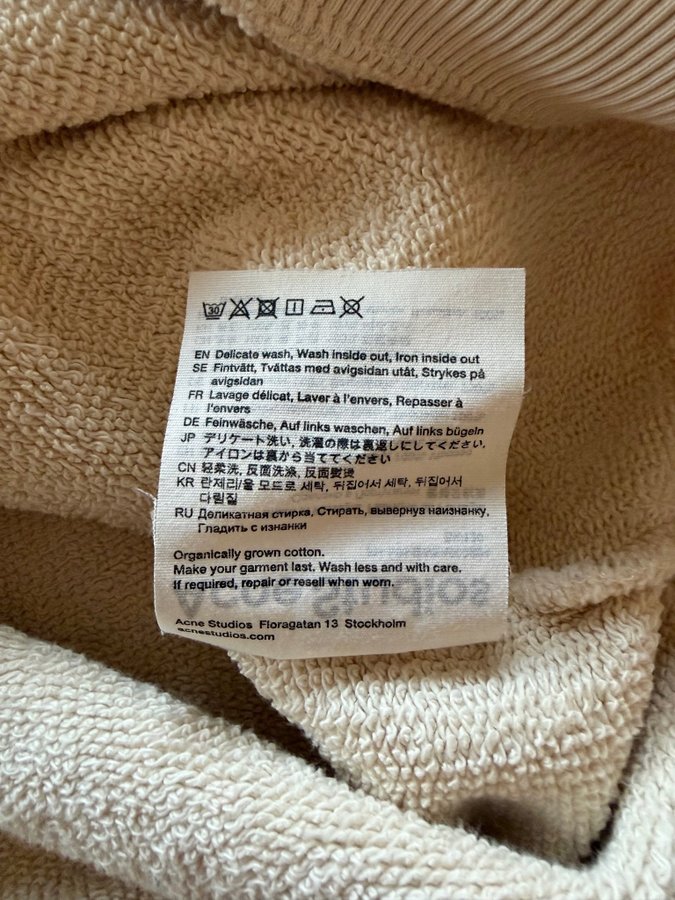 30
EN Delicate wash, Wash inside out, Iron inside out
SE Fintvätt, Tvättas med avigsidan utåt, Strykes på
avigsidan
FR Lavage délicat, Laver à l'envers, Repasser à
l'envers
DE Feinwäsche, Auf links waschen, Auf links bügeln
JP デリケート洗い, 洗濯の際は裏返しにしてください,
アイロンは裏から当ててください
CN 轻柔洗, 反面洗涤, 反面熨烫
KR 란제리/울 모드로 세탁, 뒤집어서 세탁, 뒤집어서
다림질
RU Деликатная стирка, Стирать, вывернув наизнанку,
Гладить с изнанки
Organically grown cotton.
Make your garment last. Wash less and with care.
If required, repair or resell when worn.
Acne Studios
Acne Studios Floragatan 13 Stockholm
acnestudios.com